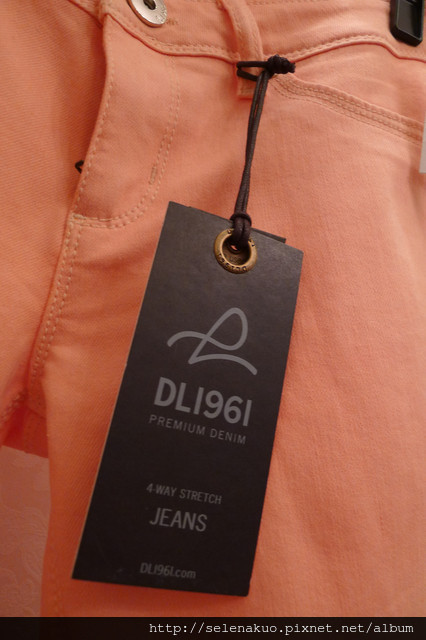 DL1961
PREMIUM DENIM
4-WAY STRETCH
JEANS
DL1961.com
http://selenakuo.pixnet.net/album